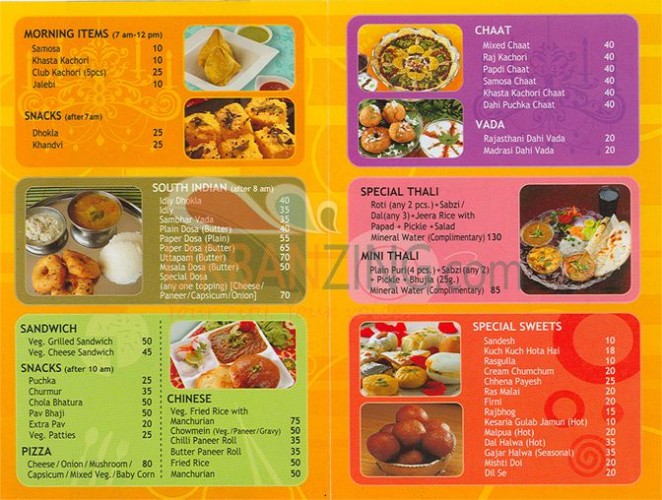 MORNING ITEMS (7 am-12 pm)
Samosa 10
Khasta Kachori 10
Club Kachori (5pcs) 25
Jalebi 10
SNACKS (after 7am)
Dhokla 25
Khandvi 25
SOUTH INDIAN (after 8 am)
Idly Dhokla 40
Idly 35
Sambhar Vada 35
Plain Dosa (Butter) 40
Paper Dosa (Plain) 55
Paper Dosa (Butter) 65
Uttapam (Butter) 70
Masala Dosa (Butter) 50
Special Dosa
(any one topping) [Cheese /
Paneer/Capsicum/Onion] 70
SANDWICH
Veg. Grilled Sandwich 50
Veg. Cheese Sandwich 45
SNACKS (after 10 am)
Puchka 25
Churmur 35
Chola Bhatura 50
Pav Bhaji 50
Extra Pav 20
Veg. Patties 25
PIZZA
Cheese / Onion / Mushroom / 80
Capsicum / Mixed Veg./Baby Corn
CHINESE
Veg. Fried Rice with
Manchurian 75
Chowmein (Veg./Paneer/Gravy) 50
Chilli Paneer Roll 35
Butter Paneer Roll 35
Fried Rice 50
Manchurian 50
CHAAT
Mixed Chaat 40
Raj Kachori 40
Papdi Chaat 40
Samosa Chaat 40
Khasta Kachori Chaat 40
Dahi Puchka Chaat 40
VADA
Rajasthani Dahi Vada 20
Madrasi Dahi Vada 20
SPECIAL THALI
Roti (any 2 pcs.)+Sabzi /
Dal(any 3)+Jeera Rice with
Papad + Pickle +Salad
Mineral Water (Complimentary) 130
MINI THALI
Plain Puri(4 pcs.) +Sabzi(any 2)
+ Pickle + Bhujia (25g.)
Mineral Water (Complimentary) 85
SPECIAL SWEETS
Sandesh 10
Kuch Kuch Hota Hai 18
Rasgulla 10
Cream Chumchum 20
Chhena Payesh 25
Ras Malai 20
Firni 20
Rajbhog 15
Kesaria Gulab Jamun (Hot) 10
Malpua (Hot) 20
Dal Halwa (Hot) 35
Gajar Halwa (Seasonal) 35
Mishti Doi 20
Dil Se 20